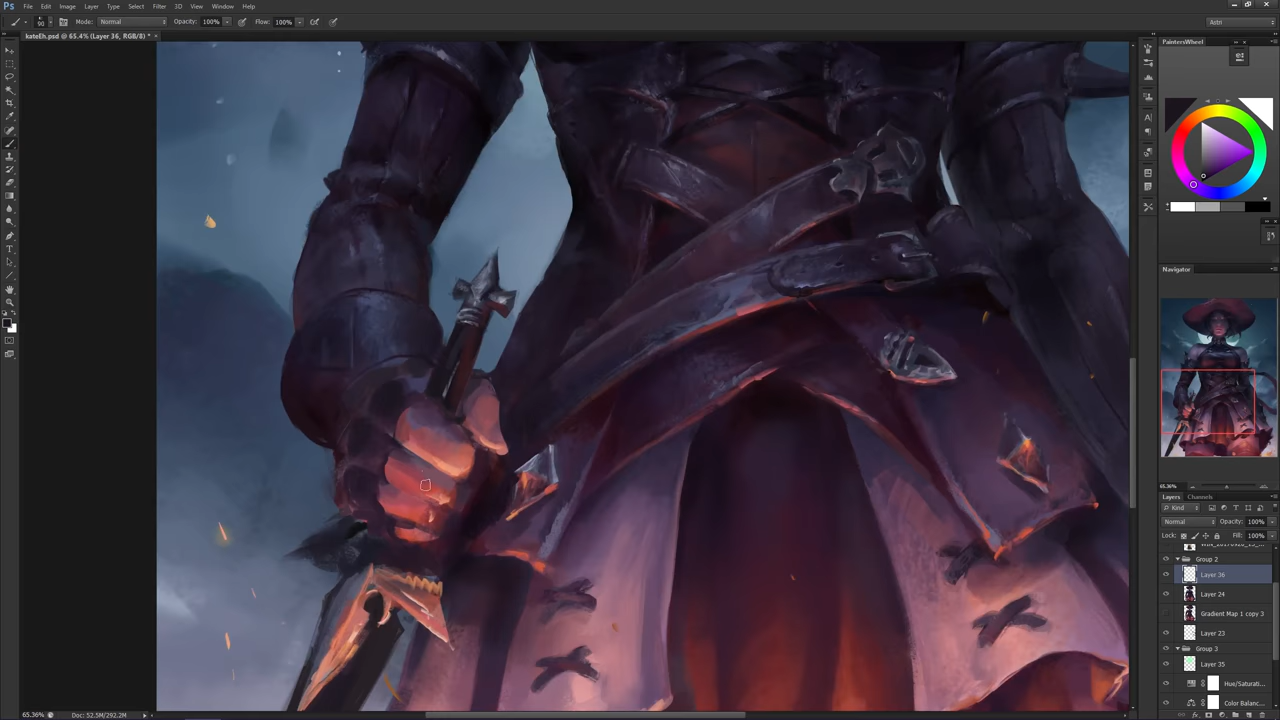 Ps File Edit Image Layer Type Select Filter 3D View Window Help
90 Mode: Normal Opacity: 100% Flow: 100% Astri
kateEh.psd @ 65.4% (Layer 36, RGB/8) *
PaintersWheel
Navigator
65.36%
Layers Channels
Kind
Normal Opacity: 100%
Lock: Fill: 100%
Group 2
Layer 36
Layer 24
Gradient Map 1 copy 3
Layer 23
Group 3
Layer 35
Hue/Saturati...
Color Balanc...
65.36% Doc: 52.5M/292.2M